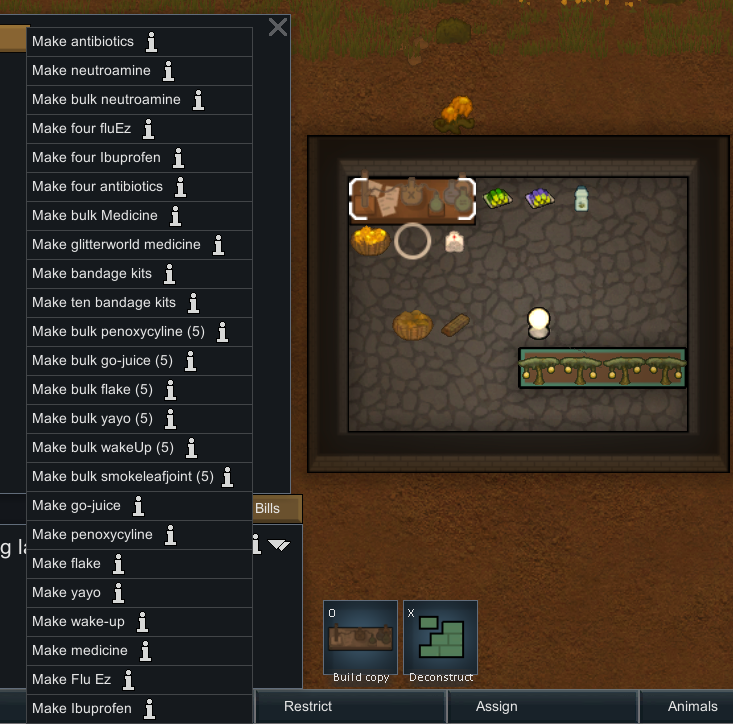 Make antibiotics
Make neutroamine
Make bulk neutroamine
Make four fluEz
Make four Ibuprofen
Make four antibiotics
Make bulk Medicine
Make glitterworld medicine
Make bandage kits
Make ten bandage kits
Make bulk penoxycyline (5)
Make bulk go-juice (5)
Make bulk flake (5)
Make bulk yayo (5)
Make bulk wakeUp (5)
Make bulk smokeleafjoint (5)
Make go-juice
Bills
Make penoxycyline
Make flake
Make yayo
Make wake-up
Make medicine
Make Flu Ez
Make Ibuprofen
O
Build copy
X
Deconstruct
Restrict
Assign
Animals